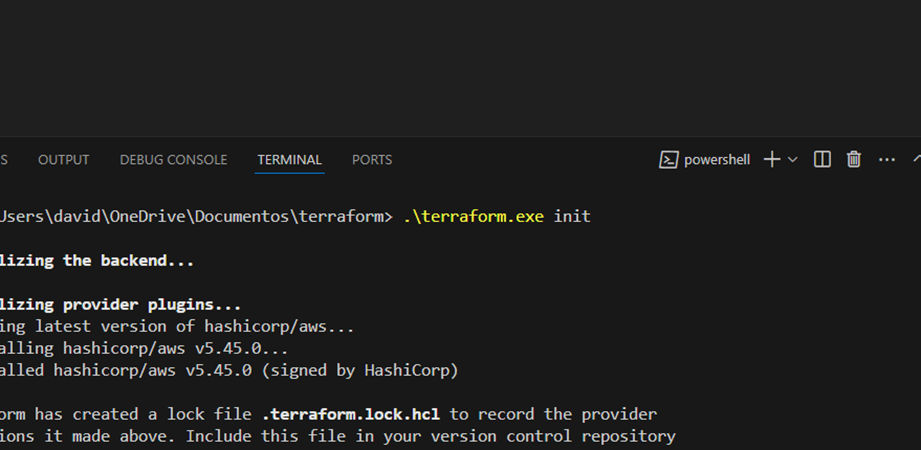 S OUTPUT DEBUG CONSOLE TERMINAL PORTS powershell
Users\david\OneDrive\Documentos\terraform> .\terraform.exe init
lizing the backend...
lizing provider plugins...
ing latest version of hashicorp/aws...
alling hashicorp/aws v5.45.0...
alled hashicorp/aws v5.45.0 (signed by HashiCorp)
orm has created a lock file .terraform.lock.hcl to record the provider
ions it made above. Include this file in your version control repository